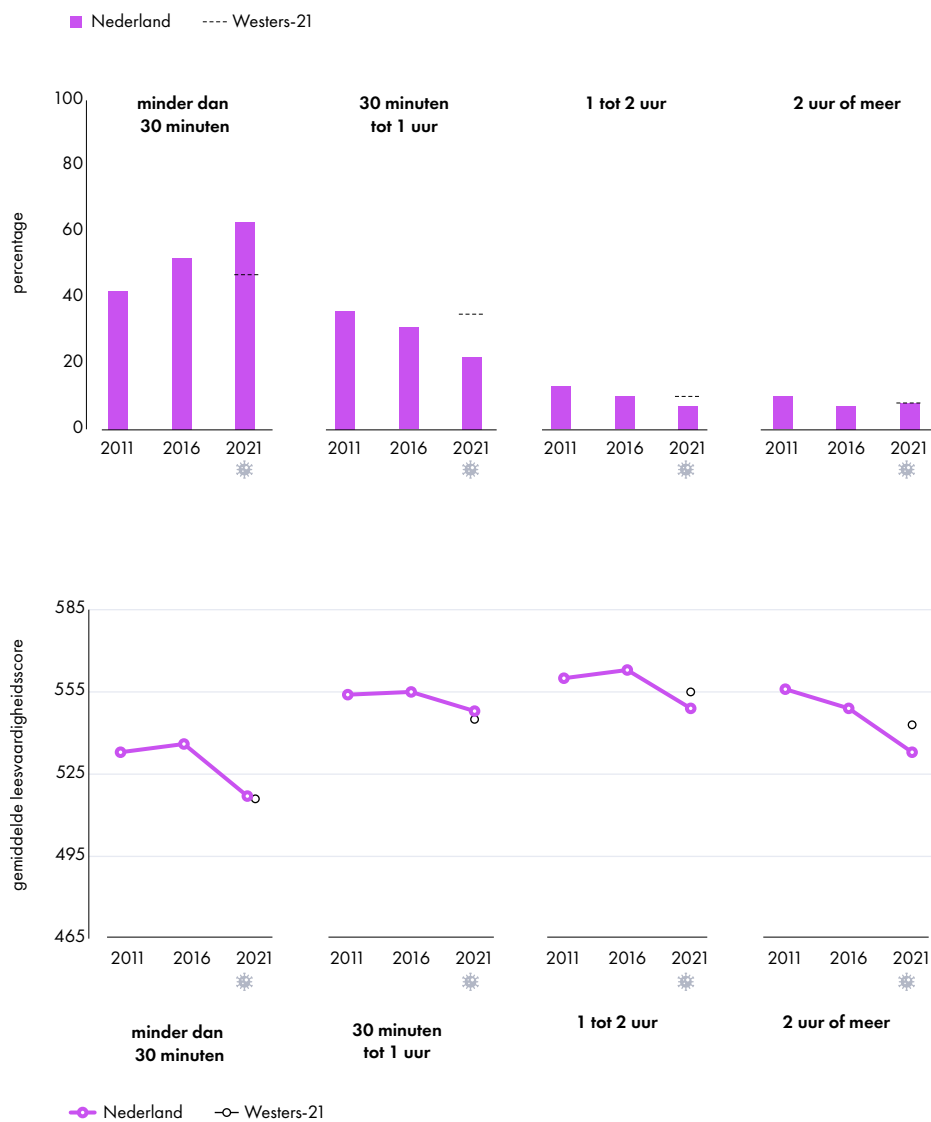 Nederland Westers-21
minder dan
30 minuten
30 minuten
tot 1 uur
1 tot 2 uur
2 uur of meer
percentage
100
80
60
40
20
0
2011 2016 2021 2011 2016 2021 2011 2016 2021 2011 2016 2021
gemiddelde leesvaardigheidsscore
585
555
525
495
465
2011 2016 2021 2011 2016 2021 2011 2016 2021 2011 2016 2021
minder dan
30 minuten
30 minuten
tot 1 uur
1 tot 2 uur
2 uur of meer
Nederland Westers-21